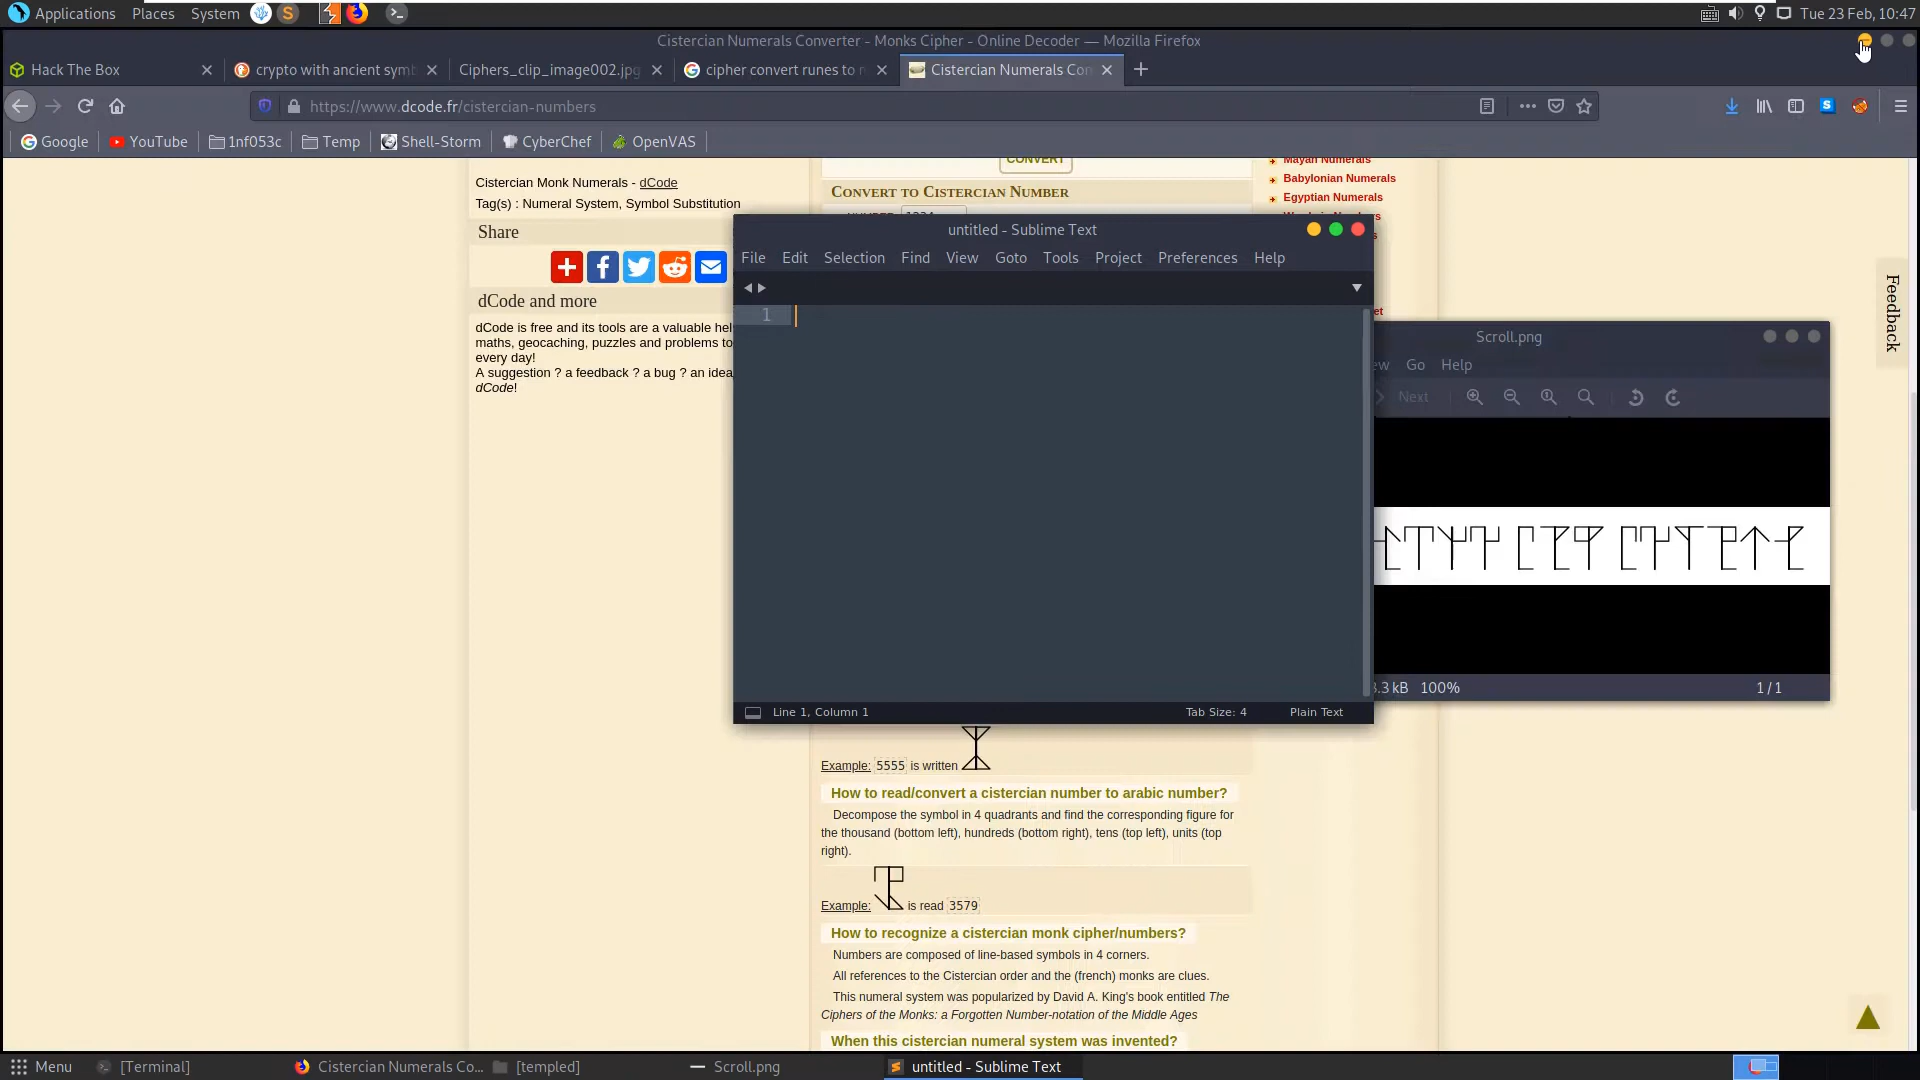 Applications Places System Tue 23 Feb, 10:47
Cistercian Numerals Converter - Monks Cipher - Online Decoder — Mozilla Firefox
Hack The Box crypto with ancient symb Ciphers_clip_image002.jpg cipher convert runes to n Cistercian Numerals Con
https://www.dcode.fr/cistercian-numbers
Google YouTube 1nf053c Temp Shell-Storm CyberChef OpenVAS
CONVERT
Mayan Numerals
Cistercian Monk Numerals - dCode
Babylonian Numerals
Convert to Cistercian Number
Egyptian Numerals
Tag(s) : Numeral System, Symbol Substitution
Share
untitled - Sublime Text
File Edit Selection Find View Goto Tools Project Preferences Help
dCode and more
1
dCode is free and its tools are a valuable hel
maths, geocaching, puzzles and problems to
every day!
A suggestion ? a feedback ? a bug ? an idea
dCode!
Feedback
Scroll.png
ew Go Help
Next
3.3 kB 100% 1 / 1
Line 1, Column 1 Tab Size: 4 Plain Text
Example: 5555 is written
How to read/convert a cistercian number to arabic number?
Decompose the symbol in 4 quadrants and find the corresponding figure for
the thousand (bottom left), hundreds (bottom right), tens (top left), units (top
right).
Example: is read 3579
How to recognize a cistercian monk cipher/numbers?
Numbers are composed of line-based symbols in 4 corners.
All references to the Cistercian order and the (french) monks are clues.
This numeral system was popularized by David A. King's book entitled The
Ciphers of the Monks: a Forgotten Number-notation of the Middle Ages
When this cistercian numeral system was invented?
Menu [Terminal] Cistercian Numerals Co... [templed] Scroll.png untitled - Sublime Text